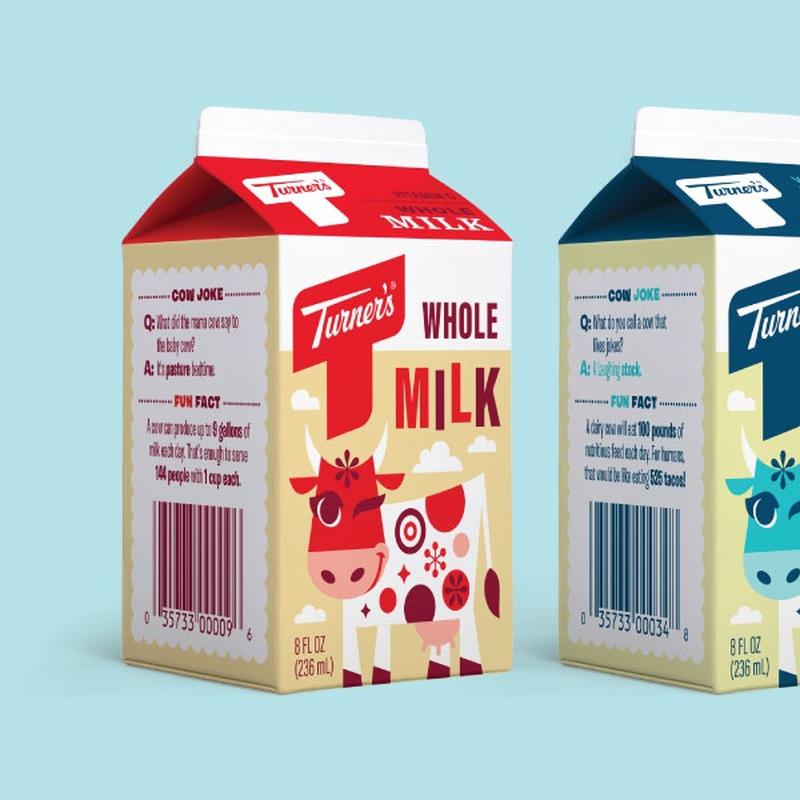 Turner's
VITAMIN D
WHOLE
MILK
COW JOKE
Q: What did the mama cow say to
the baby cow?
A: It's pasture bedtime.
FUN FACT
A cow can produce up to 9 gallons of
milk each day. That's enough to serve
144 people with 1 cup each.
0 35733 00009 6
Turner's®
WHOLE
MILK
8 FL OZ
(236 mL)
Turner's
COW JOKE
Q: What do you call a cow that
likes jokes?
A: A laughing stock.
FUN FACT
A dairy cow will eat 100 pounds of
nutritious feed each day. For humans,
that would be like eating 525 tacos!
0 35733 00034 8
8 FL OZ
(236 mL)